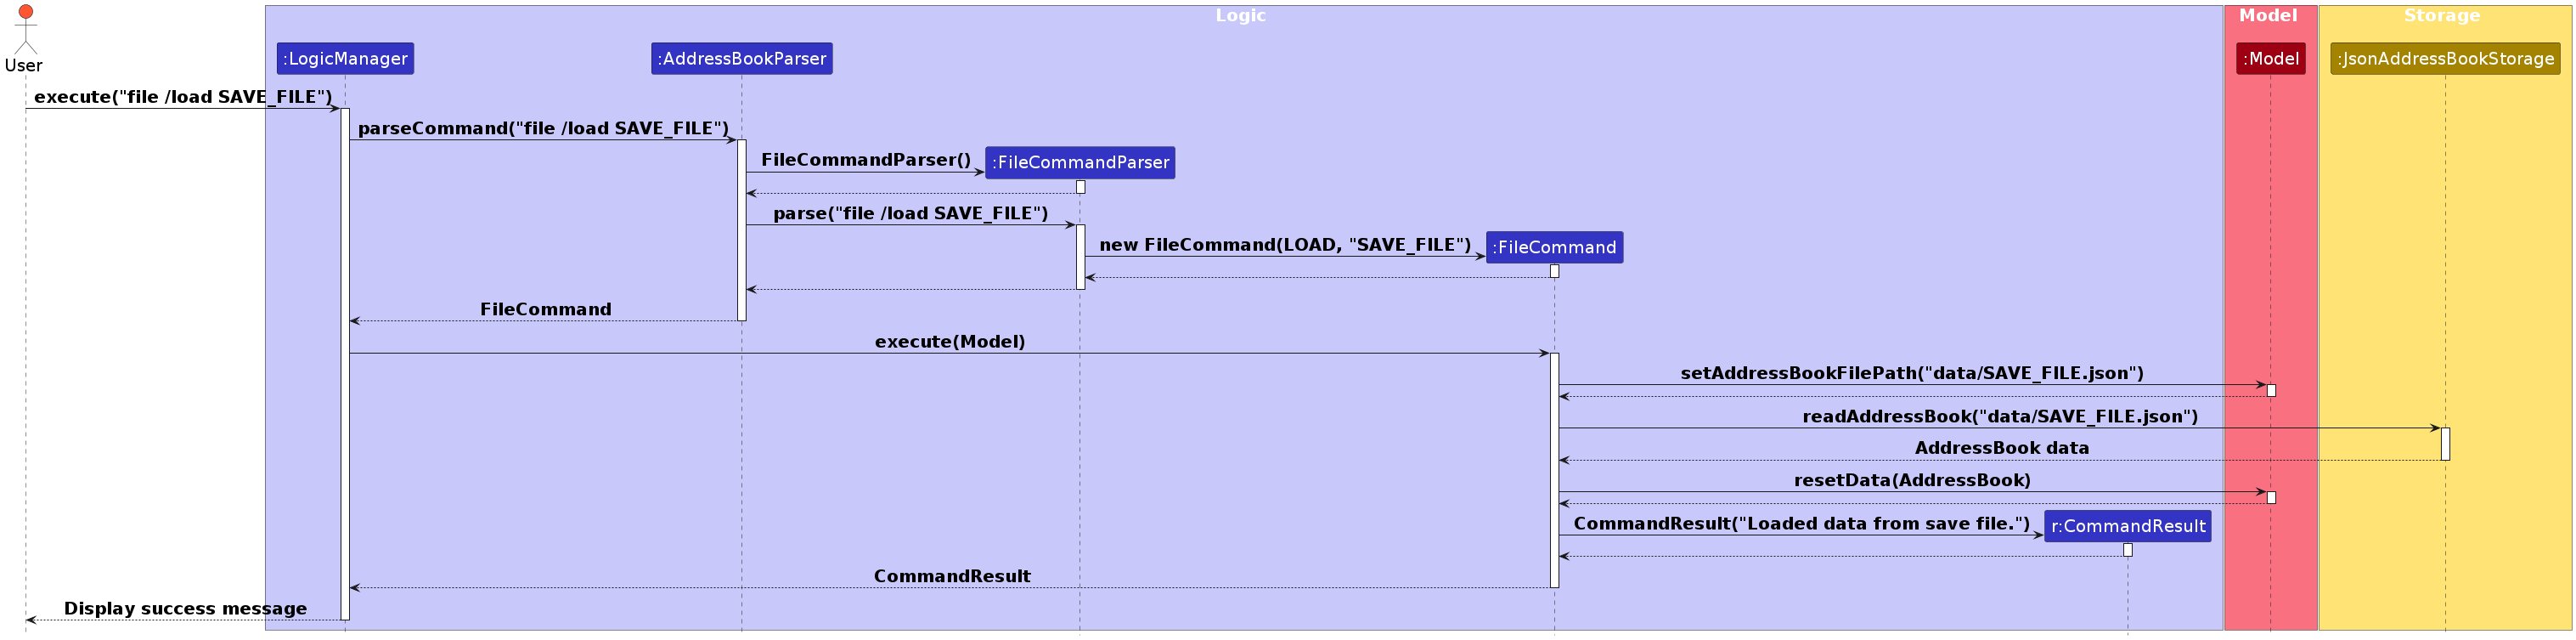 Logic
Model
Storage
User
:LogicManager
:AddressBookParser
:Model
:JsonAddressBookStorage
execute("file /load SAVE_FILE")
parseCommand("file /load SAVE_FILE")
FileCommandParser()
:FileCommandParser
parse("file /load SAVE_FILE")
new FileCommand(LOAD, "SAVE_FILE")
:FileCommand
FileCommand
execute(Model)
setAddressBookFilePath("data/SAVE_FILE.json")
readAddressBook("data/SAVE_FILE.json")
AddressBook data
resetData(AddressBook)
CommandResult("Loaded data from save file.")
r:CommandResult
CommandResult
Display success message